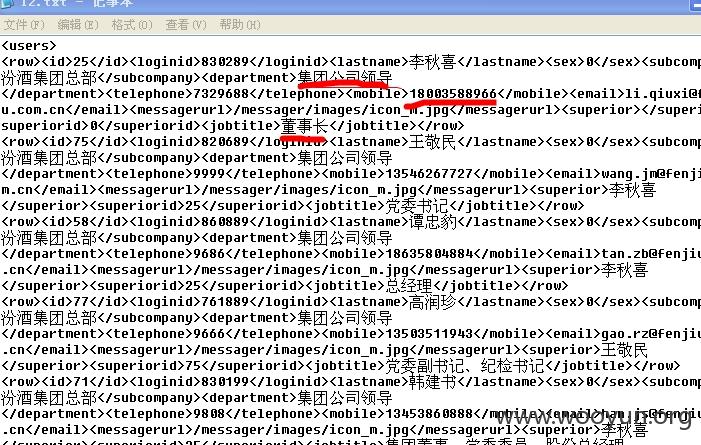 12.txt - 记事本
文件(F) 编辑(E) 格式(O) 查看(V) 帮助(H)
<users>
<row><id>25</id><loginid>830289</loginid><lastname>李秋喜</lastname><sex>0</sex><subcomp
汾酒集团总部</subcompany><department>集团公司领导
</department><telephone>7329688</telephone><mobile>18003588966</mobile><email>li.qiuxi@f
u.com.cn</email><messagerurl>/messager/images/icon_m.jpg</messagerurl><superior></superi
superiorid>0</superiorid><jobtitle>董事长</jobtitle></row>
<row><id>75</id><loginid>820689</loginid><lastname>王敬民</lastname><sex>0</sex><subcomp
汾酒集团总部</subcompany><department>集团公司领导
</department><telephone>9999</telephone><mobile>13546267727</mobile><email>wang.jm@fenji
m.cn</email><messagerurl>/messager/images/icon_m.jpg</messagerurl><superior>李秋喜
</superior><superiorid>25</superiorid><jobtitle>党委书记</jobtitle></row>
<row><id>58</id><loginid>860889</loginid><lastname>谭忠豹</lastname><sex>0</sex><subcomp
汾酒集团总部</subcompany><department>集团公司领导
</department><telephone>9686</telephone><mobile>18635804884</mobile><email>tan.zb@fenjiu
.cn</email><messagerurl>/messager/images/icon_m.jpg</messagerurl><superior>李秋喜
</superior><superiorid>25</superiorid><jobtitle>总经理</jobtitle></row>
<row><id>77</id><loginid>761889</loginid><lastname>高润珍</lastname><sex>0</sex><subcomp
汾酒集团总部</subcompany><department>集团公司领导
</department><telephone>9666</telephone><mobile>13503511943</mobile><email>gao.rz@fenjiu
.cn</email><messagerurl>/messager/images/icon_m.jpg</messagerurl><superior>王敬民
</superior><superiorid>75</superiorid><jobtitle>党委副书记、纪检书记</jobtitle></row>
<row><id>71</id><loginid>830199</loginid><lastname>韩建书</lastname><sex>0</sex><subcomp
汾酒集团总部</subcompany><department>集团公司领导
</department><telephone>9808</telephone><mobile>13453860888</mobile><email>
.cn</email><messagerurl>/messager/images/icon_m.jpg</messagerurl><superior>李秋喜
www.wooyun.org